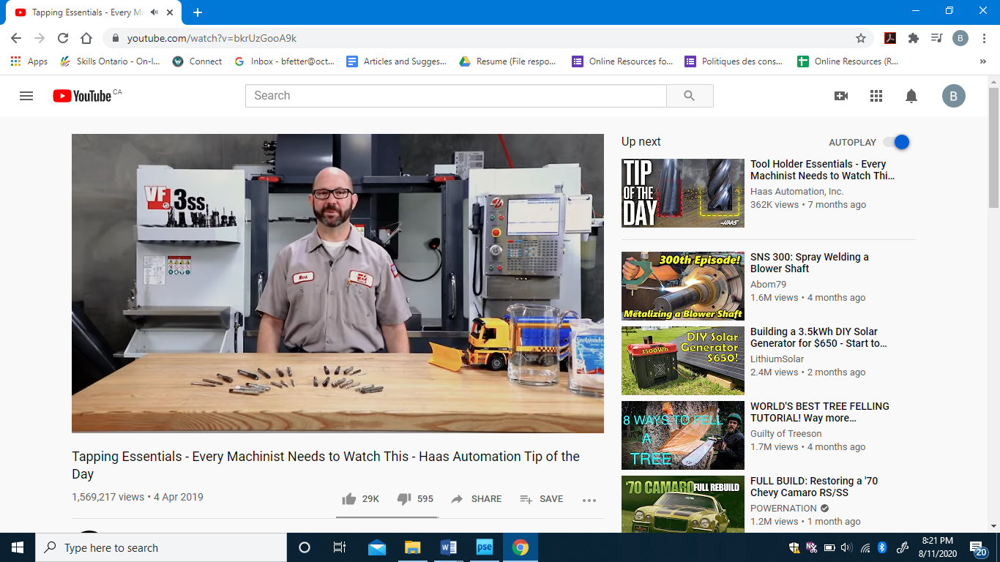 Tapping Essentials - Every Ma
youtube.com/watch?v=bkrUzGooA9k
B
Apps
Skills Ontario - On-l...
Connect
Inbox - bfetter@oct...
Articles and Sugges...
Resume (File respo...
Online Resources fo...
Politiques des cons...
Online Resources (R...
»
YouTube CA
Search
B
VF 3ss
Mark
SnoWonder
Tapping Essentials - Every Machinist Needs to Watch This - Haas Automation Tip of the
Day
1,569,217 views • 4 Apr 2019
29K
595
SHARE
SAVE
Up next
AUTOPLAY
TIP
OF THE
DAY
HAAS
Tool Holder Essentials - Every
Machinist Needs to Watch Thi...
Haas Automation, Inc.
362K views • 7 months ago
300th Episode!
Metalizing a Blower Shaft
SNS 300: Spray Welding a
Blower Shaft
Abom79
1.6M views • 4 months ago
DIY Solar
Generator
$650!
3500Wh
Building a 3.5kWh DIY Solar
Generator for $650 - Start to...
LithiumSolar
2.4M views • 2 months ago
8 WAYS TO FELL
A
TREE
WORLD'S BEST TREE FELLING
TUTORIAL! Way more...
Guilty of Treeson
1.7M views • 4 months ago
'70 CAMARO FULL REBUILD
FULL BUILD: Restoring a '70
Chevy Camaro RS/SS
POWERNATION
1.2M views • 1 month ago
Type here to search
pse
8:21 PM
8/11/2020
20